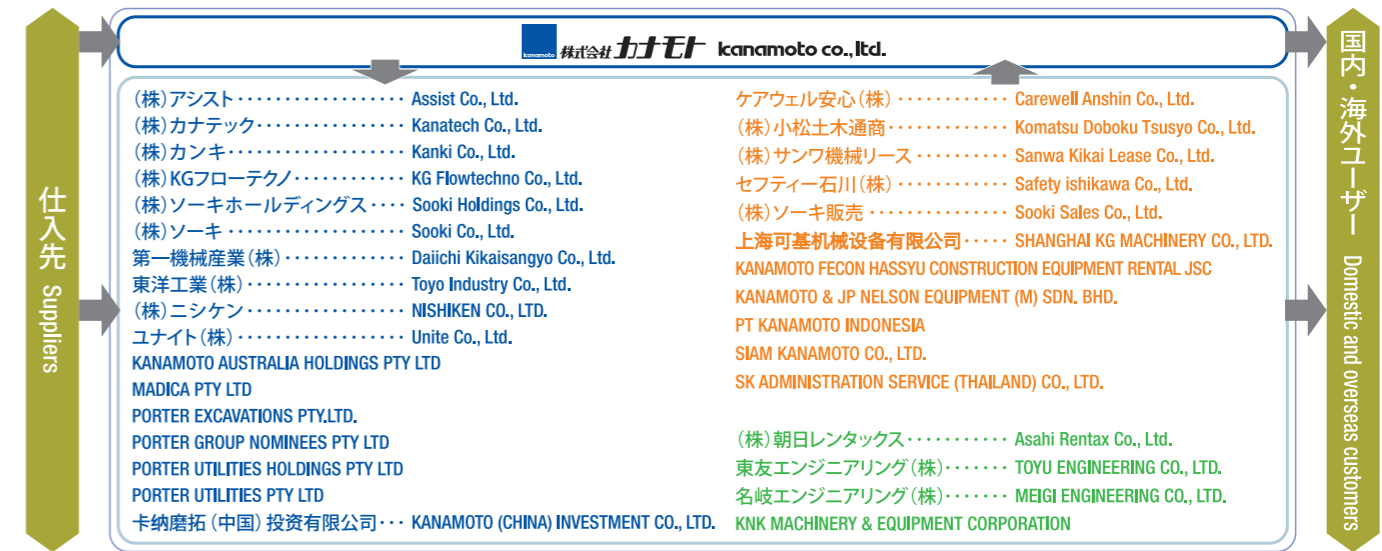 仕入先 Suppliers
kanamoto 株式会社カナモト kanamoto co., ltd.
(株)アシスト・・・・・・・・・・・・・・・・・・ Assist Co., Ltd.
(株)カナテック・・・・・・・・・・・・・・・・ Kanatech Co., Ltd.
(株)カンキ・・・・・・・・・・・・・・・・・・ Kanki Co., Ltd.
(株)KGフローテクノ・・・・・・・・・・・・ KG Flowtechno Co., Ltd.
(株)ソーキホールディングス・・・・ Sooki Holdings Co., Ltd.
(株)ソーキ・・・・・・・・・・・・・・・・・・ Sooki Co., Ltd.
第一機械産業(株)・・・・・・・・・・・・・ Daiichi Kikaisangyo Co., Ltd.
東洋工業(株)・・・・・・・・・・・・・・・・ Toyo Industry Co., Ltd.
(株)ニシケン・・・・・・・・・・・・・・・・ NISHIKEN CO., LTD.
ユナイト(株)・・・・・・・・・・・・・・・・・ Unite Co., Ltd.
KANAMOTO AUSTRALIA HOLDINGS PTY LTD
MADICA PTY LTD
PORTER EXCAVATIONS PTY.LTD.
PORTER GROUP NOMINEES PTY LTD
PORTER UTILITIES HOLDINGS PTY LTD
PORTER UTILITIES PTY LTD
卡纳磨拓(中国)投资有限公司・・・ KANAMOTO (CHINA) INVESTMENT CO., LTD.
ケアウェル安心(株)・・・・・・・・・・・・ Carewell Anshin Co., Ltd.
(株)小松土木通商・・・・・・・・・・・・・ Komatsu Doboku Tsusyo Co., Ltd.
(株)サンワ機械リース・・・・・・・・・・ Sanwa Kikai Lease Co., Ltd.
セフティー石川(株)・・・・・・・・・・・・ Safety ishikawa Co., Ltd.
(株)ソーキ販売・・・・・・・・・・・・・・・ Sooki Sales Co., Ltd.
上海可基机械设备有限公司・・・・・ SHANGHAI KG MACHINERY CO., LTD.
KANAMOTO FECON HASSYU CONSTRUCTION EQUIPMENT RENTAL JSC
KANAMOTO & JP NELSON EQUIPMENT (M) SDN. BHD.
PT KANAMOTO INDONESIA
SIAM KANAMOTO CO., LTD.
SK ADMINISTRATION SERVICE (THAILAND) CO., LTD.
(株)朝日レンタックス・・・・・・・・・・・ Asahi Rentax Co., Ltd.
東友エンジニアリング(株)・・・・・・・ TOYU ENGINEERING CO., LTD.
名岐エンジニアリング(株)・・・・・・・ MEIGI ENGINEERING CO., LTD.
KNK MACHINERY & EQUIPMENT CORPORATION
国内・海外ユーザー Domestic and overseas customers